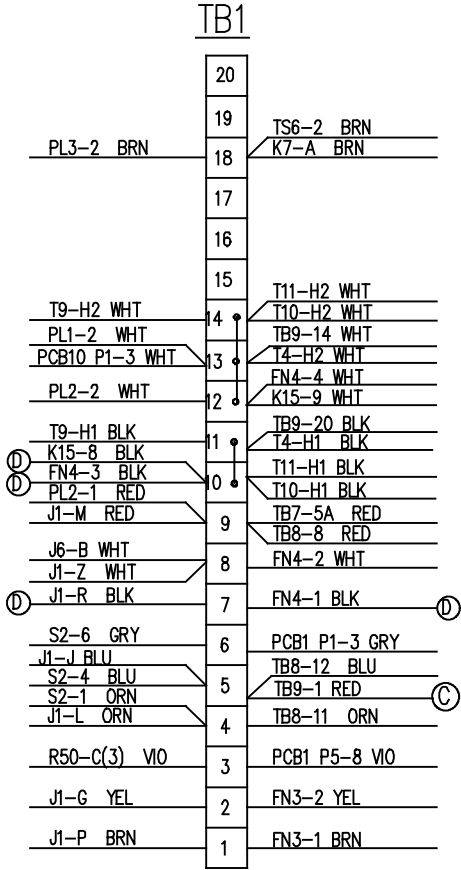 TB1
20
19
TS6-2 BRN
PL3-2 BRN 18 K7-A BRN
17
16
15
T11-H2 WHT
T9-H2 WHT 14 T10-H2 WHT
PL1-2 WHT TB9-14 WHT
PCB10 P1-3 WHT 13 T4-H2 WHT
FN4-4 WHT
PL2-2 WHT 12 K15-9 WHT
TB9-20 BLK
T9-H1 BLK 11 T4-H1 BLK
D K15-8 BLK
D FN4-3 BLK 10 T11-H1 BLK
PL2-1 RED T10-H1 BLK
J1-M RED 9 TB7-5A RED
TB8-8 RED
J6-B WHT 8 FN4-2 WHT
J1-Z WHT
D J1-R BLK 7 FN4-1 BLK D
S2-6 GRY 6 PCB1 P1-3 GRY
J1-J BLU TB8-12 BLU
S2-4 BLU 5 TB9-1 RED C
S2-1 ORN
J1-L ORN 4 TB8-11 ORN
R50-C(3) VIO 3 PCB1 P5-8 VIO
J1-G YEL 2 FN3-2 YEL
J1-P BRN 1 FN3-1 BRN